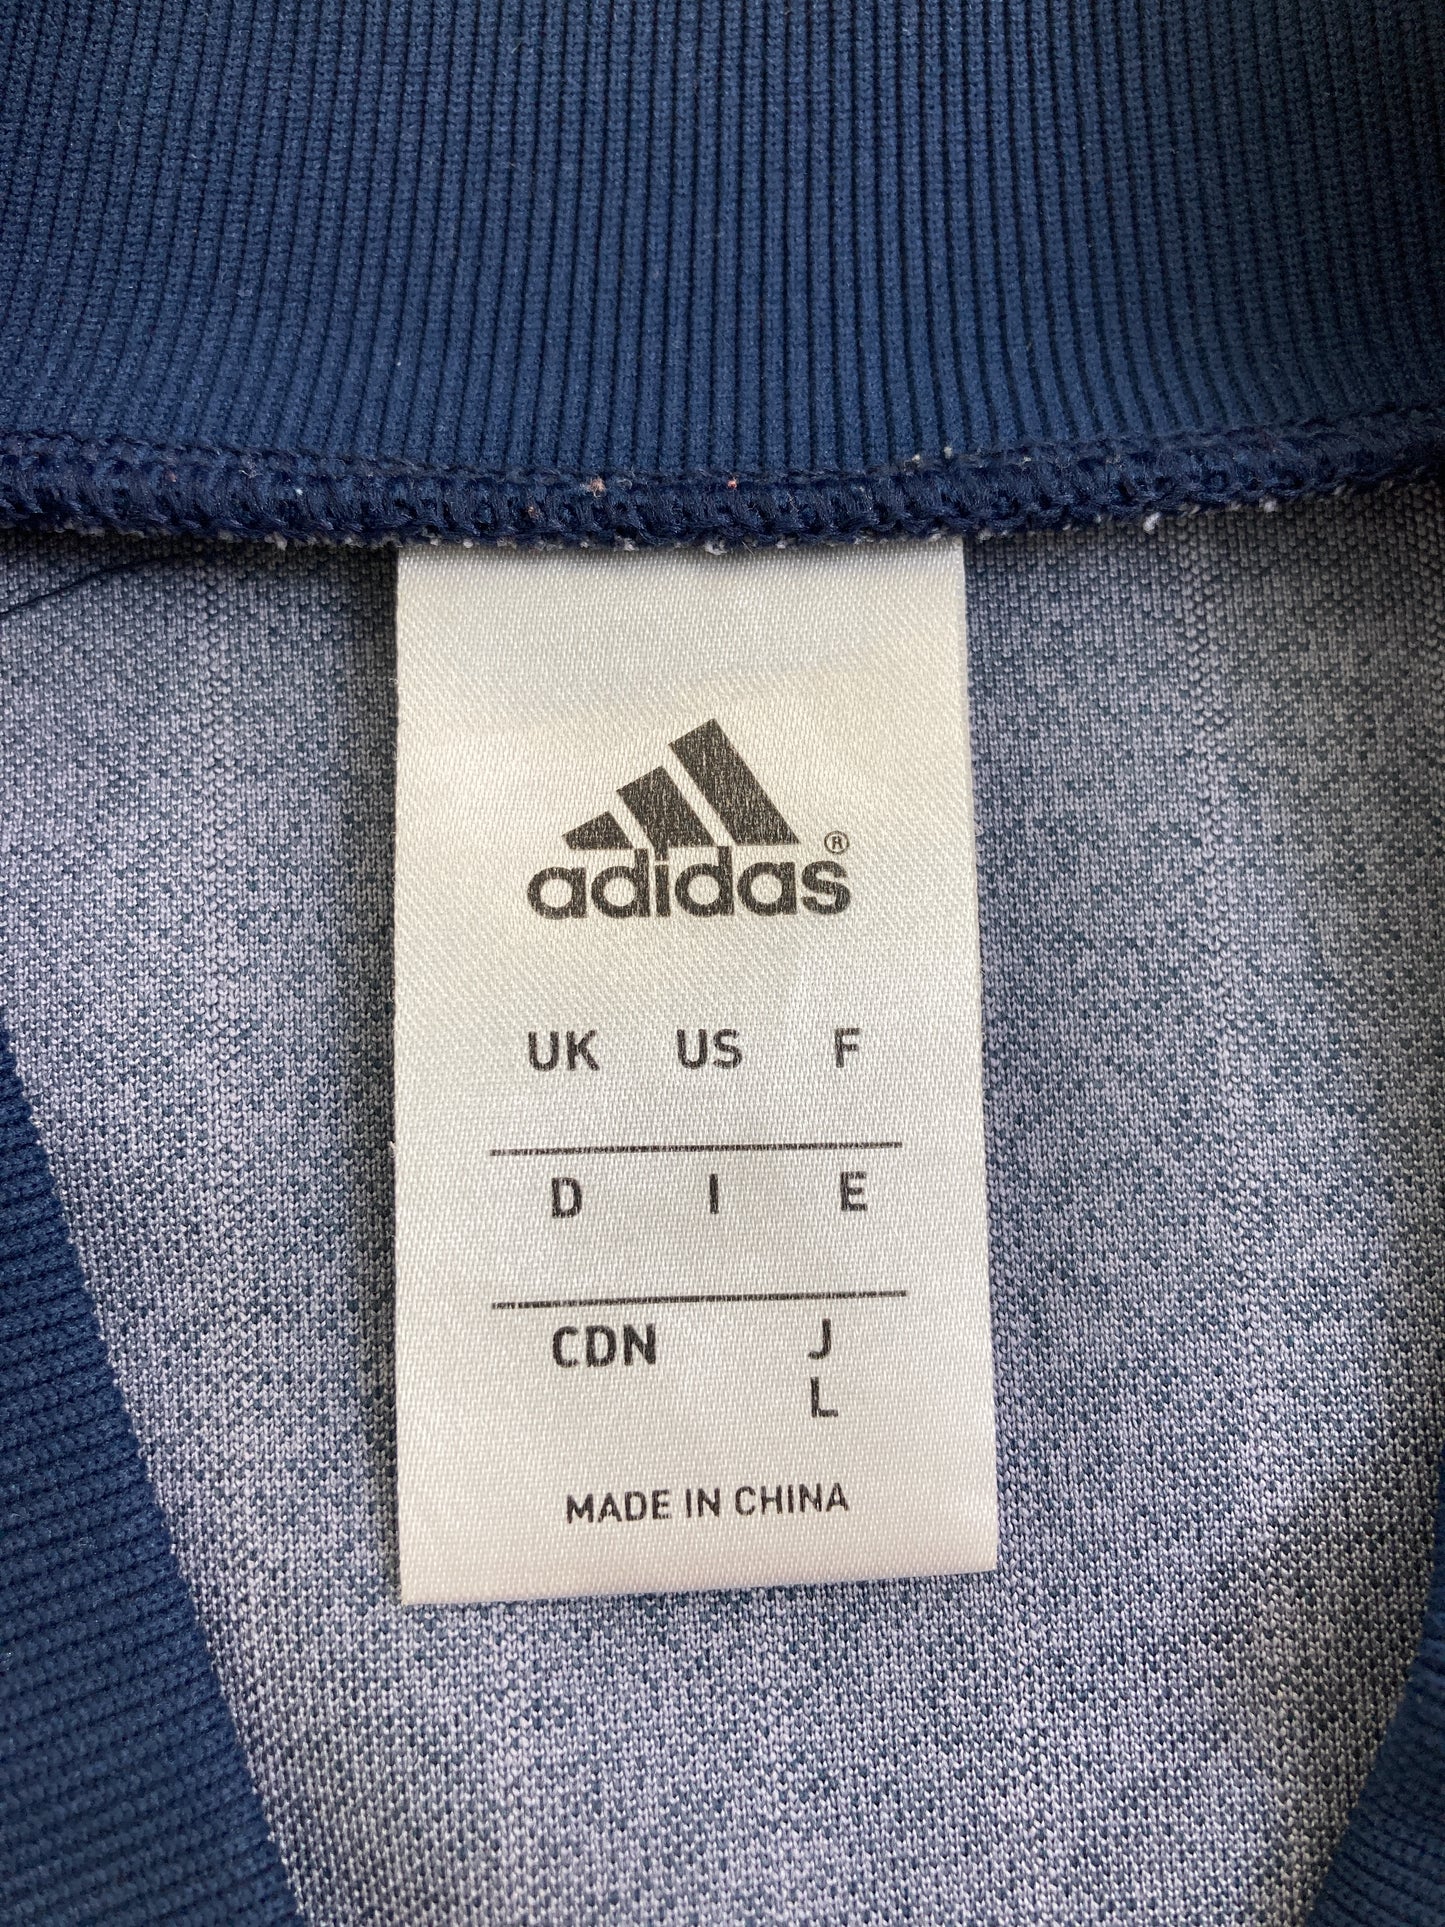 adidas®
UK US F
D I E
CDN J
L
MADE IN CHINA